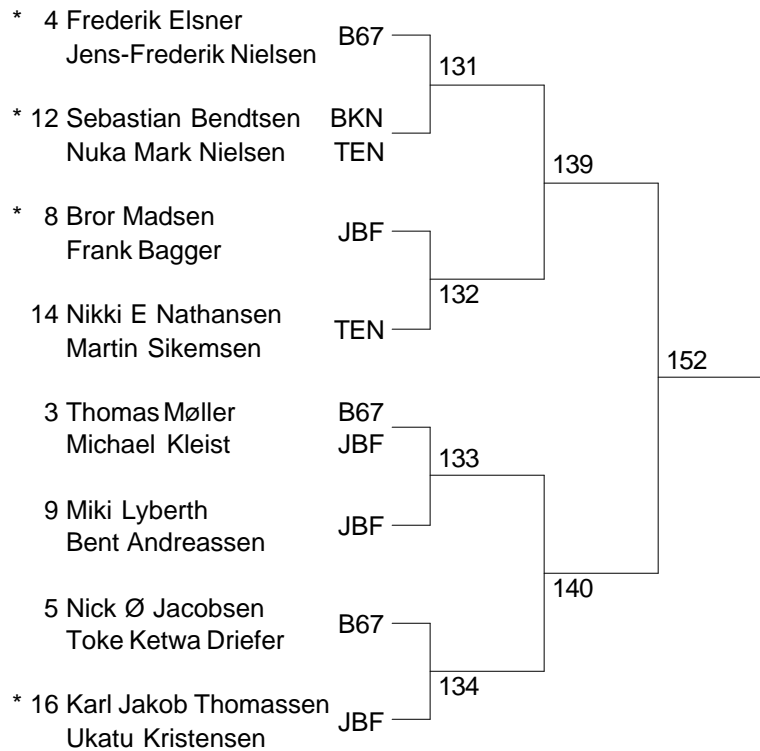 * 4 Frederik Elsner B67
Jens-Frederik Nielsen
131
* 12 Sebastian Bendtsen BKN
Nuka Mark Nielsen TEN
139
* 8 Bror Madsen JBF
Frank Bagger
132
14 Nikki E Nathansen TEN
Martin Sikemsen
152
3 Thomas Møller B67
Michael Kleist JBF
133
9 Miki Lyberth JBF
Bent Andreassen
140
5 Nick Ø Jacobsen B67
Toke Ketwa Driefer
134
* 16 Karl Jakob Thomassen JBF
Ukatu Kristensen